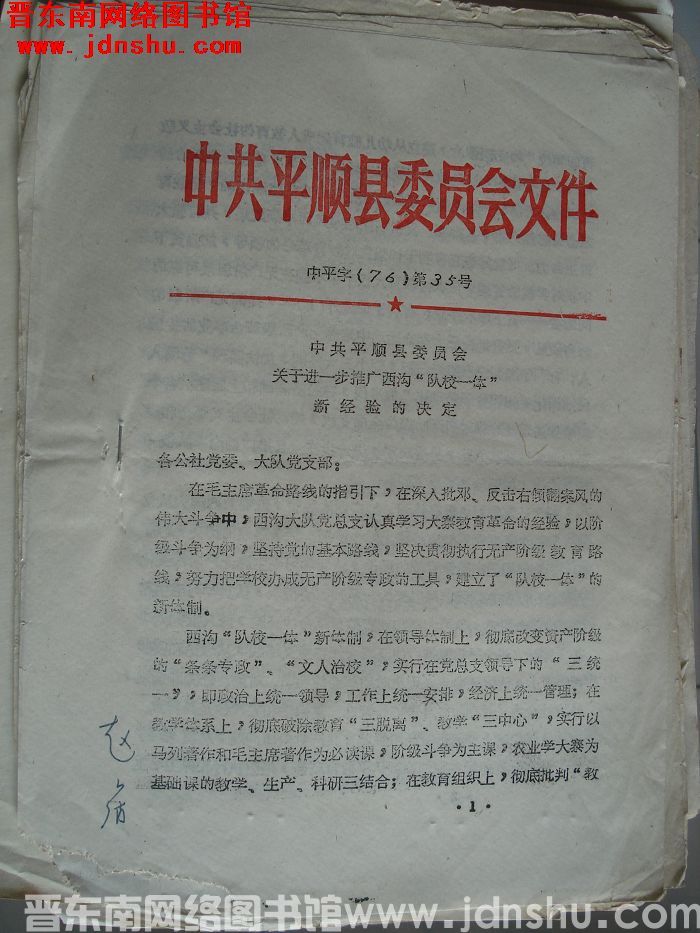 晋东南网络图书馆
www.jdnshu.com
中共平顺县委员会文件
中平字(76)第35号
中共平顺县委员会
关于进一步推广西沟“队校一体”
新经验的决定
各公社党委、大队党支部:
在毛主席革命路线的指引下,在深入批邓、反击右倾翻案风的
伟大斗争中,西沟大队党总支认真学习大寨教育革命的经验,以阶
级斗争为纲,坚持党的基本路线,坚决贯彻执行无产阶级教育路
线,努力把学校办成无产阶级专政的工具,建立了“队校一体”的
新体制。
西沟“队校一体”新体制,在领导体制上,彻底改变资产阶级
的“条条专政”、“文人治校”,实行在党总支领导下的“三统
一”,即政治上统一领导,工作上统一安排,经济上统一管理;在
教学体系上,彻底破除教育“三脱离”、教学“三中心”,实行以
马列著作和毛主席著作为必读课,阶级斗争为主课,农业学大寨为
基础课的教学、生产、科研三结合;在教育组织上,彻底批判“教
·1·
晋东南网络图书馆www.jdnshu.com